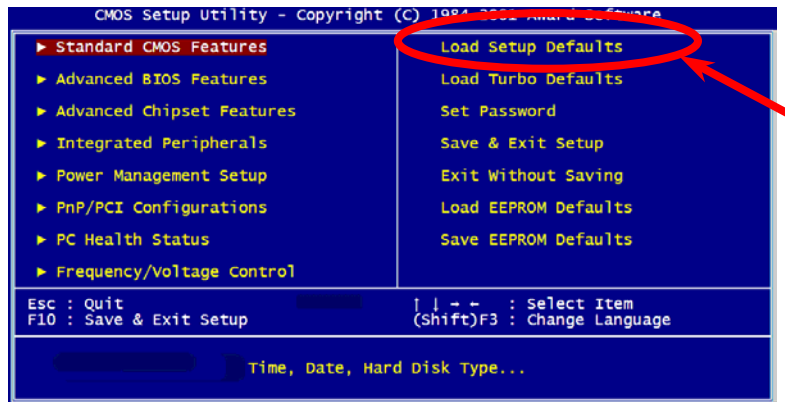 CMOS Setup Utility - Copyright (C) 1984-2001 Award Software
► Standard CMOS Features
► Advanced BIOS Features
► Advanced Chipset Features
► Integrated Peripherals
► Power Management Setup
► PnP/PCI Configurations
► PC Health Status
► Frequency/Voltage Control
Load Setup Defaults
Load Turbo Defaults
Set Password
Save & Exit Setup
Exit Without Saving
Load EEPROM Defaults
Save EEPROM Defaults
Esc : Quit
F10 : Save & Exit Setup
↑ ↓ → ← : Select Item
(Shift)F3 : Change Language
Time, Date, Hard Disk Type...